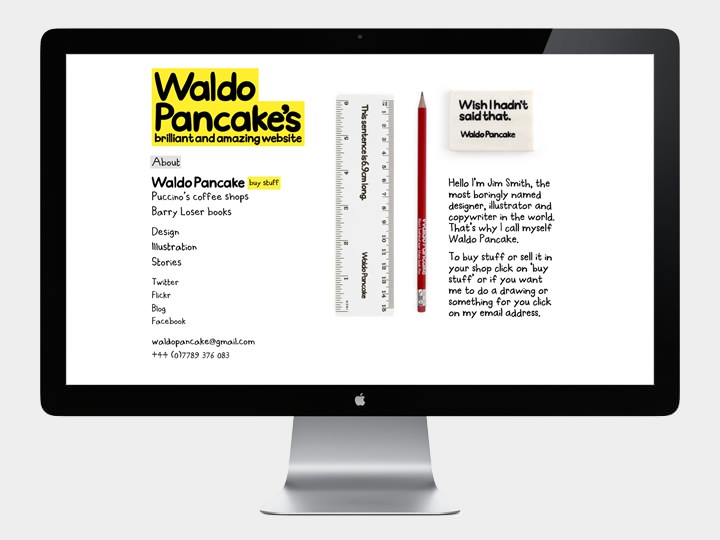 Waldo
Pancake's
brilliant and amazing website
About
Waldo Pancake buy stuff
Puccino's coffee shops
Barry Loser books
Design
Illustration
Stories
Twitter
Flickr
Blog
Facebook
waldopancake@gmail.com
+44 (0)7789 376 083
This sentence is 6.9cm long.
Waldo Pancake
Wish I hadn't
said that.
Waldo Pancake
Hello I'm Jim Smith, the
most boringly named
designer, illustrator and
copywriter in the world.
That's why I call myself
Waldo Pancake.
To buy stuff or sell it in
your shop click on 'buy
stuff' or if you want
me to do a drawing or
something for you click
on my email address.